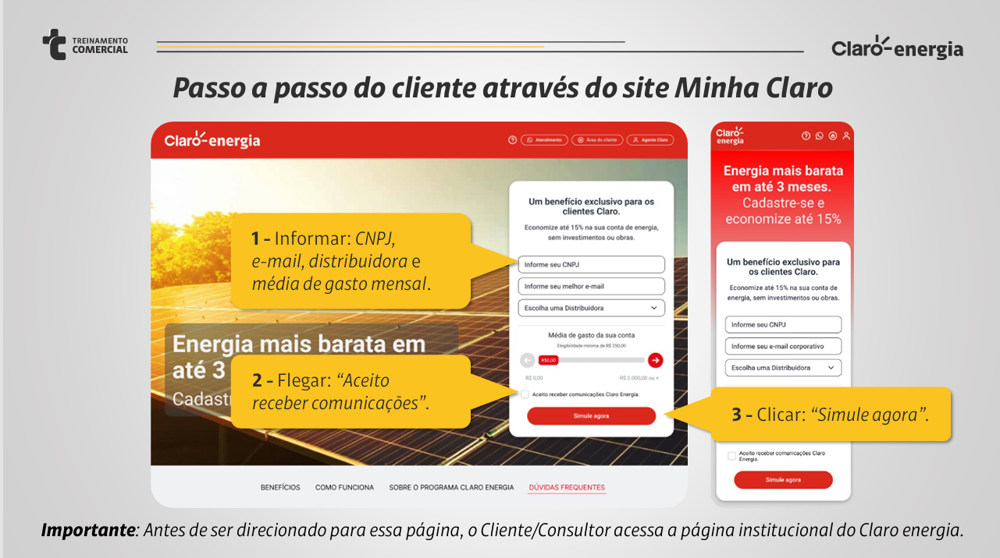 TREINAMENTO
COMERCIAL
Claro energia
Passo a passo do cliente através do site Minha Claro
Claro energia
Atendimento
Área do cliente
Agente Claro
1 - Informar: CNPJ,
e-mail, distribuidora e
média de gasto mensal.
Energia mais barata em
até 3
Cadast
2 - Flegar: “Aceito
receber comunicações”.
Um benefício exclusivo para os
clientes Claro.
Economize até 15% na sua conta de energia,
sem investimentos ou obras.
Informe seu CNPJ
Informe seu melhor e-mail
Escolha uma Distribuidora
Média de gasto da sua conta
Elegibilidade mínima de R$ 250,00
R$0,00
R$ 0,00
R$ 2.000,00 ou +
Aceito receber comunicações Claro Energia.
Simule agora
BENEFÍCIOS
COMO FUNCIONA
SOBRE O PROGRAMA CLARO ENERGIA
DÚVIDAS FREQUENTES
Claro
energia
Energia mais barata
em até 3 meses.
Cadastre-se e
economize até 15%
Um benefício exclusivo para
os clientes Claro.
Economize até 15% na sua conta de
energia, sem investimentos ou obras.
Informe seu CNPJ
Informe seu e-mail corporativo
Escolha uma Distribuidora
3 - Clicar: “Simule agora”.
Aceito receber comunicações Claro
Energia.
Simule agora
Importante: Antes de ser direcionado para essa página, o Cliente/Consultor acessa a página institucional do Claro energia.